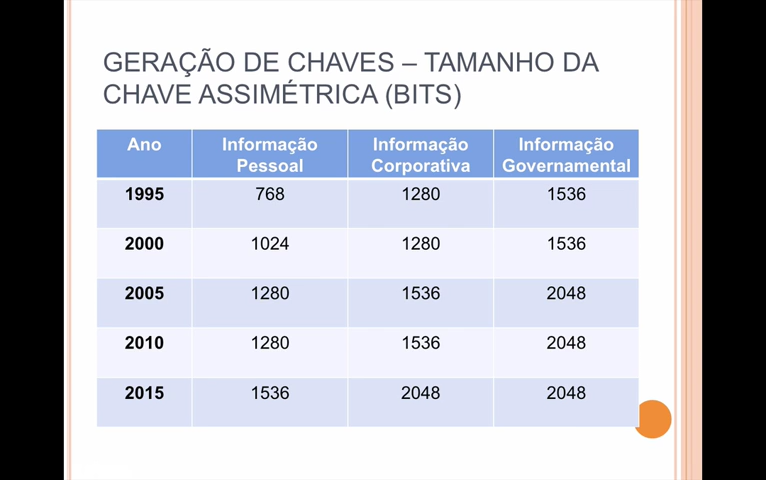 GERAÇÃO DE CHAVES – TAMANHO DA
CHAVE ASSIMÉTRICA (BITS)
Ano Informação Pessoal Informação Corporativa Informação Governamental
1995 768 1280 1536
2000 1024 1280 1536
2005 1280 1536 2048
2010 1280 1536 2048
2015 1536 2048 2048